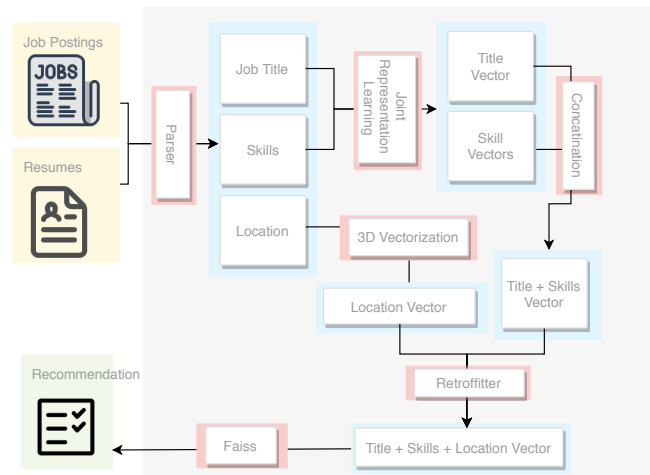 Job Postings
JOBS
Resumes
Parser
Job Title
Skills
Location
Joint
Representation
Learning
Title
Vector
Skill
Vectors
Concatination
3D Vectorization
Location Vector
Title + Skills
Vector
Retroffitter
Title + Skills + Location Vector
Faiss
Recommendation